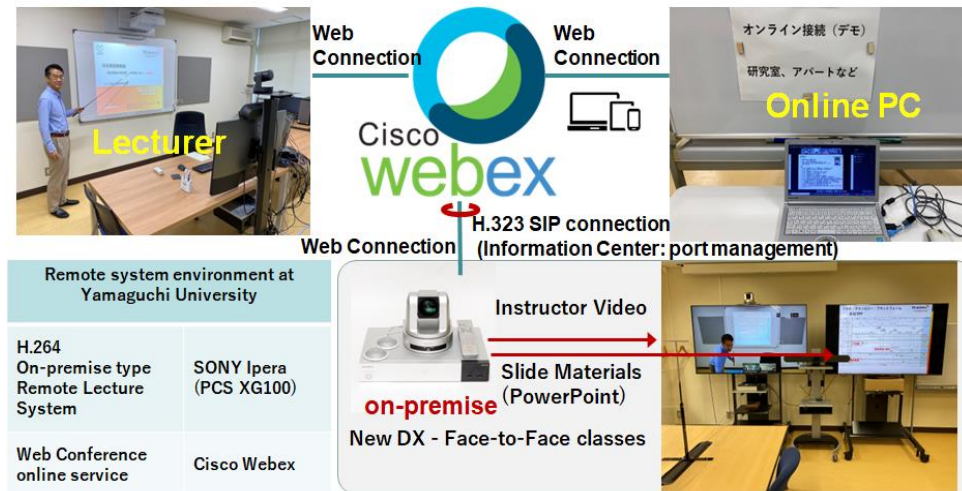 Web
Connection
Lecturer
Cisco
webex
Web
Connection
オンライン接続（デモ）
研究室、アパートなど
Online PC
Web Connection
H.323 SIP connection
(Information Center: port management)
Remote system environment at
Yamaguchi University
H.264
On-premise type
Remote Lecture
System
SONY Ipera
(PCS XG100)
Web Conference
online service
Cisco Webex
Instructor Video
Slide Materials
(PowerPoint)
on-premise
New DX - Face-to-Face classes